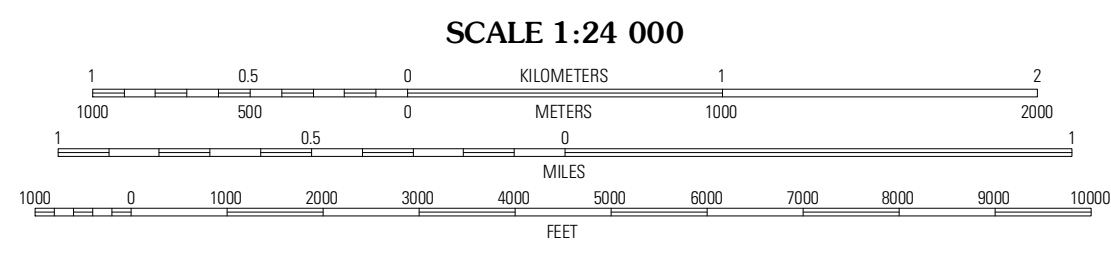 SCALE 1:24 000
1 0.5 0 KILOMETERS 1 2
1000 500 0 METERS 1000 2000
1 0.5 0 1
MILES
1000 0 1000 2000 3000 4000 5000 6000 7000 8000 9000 10000
FEET